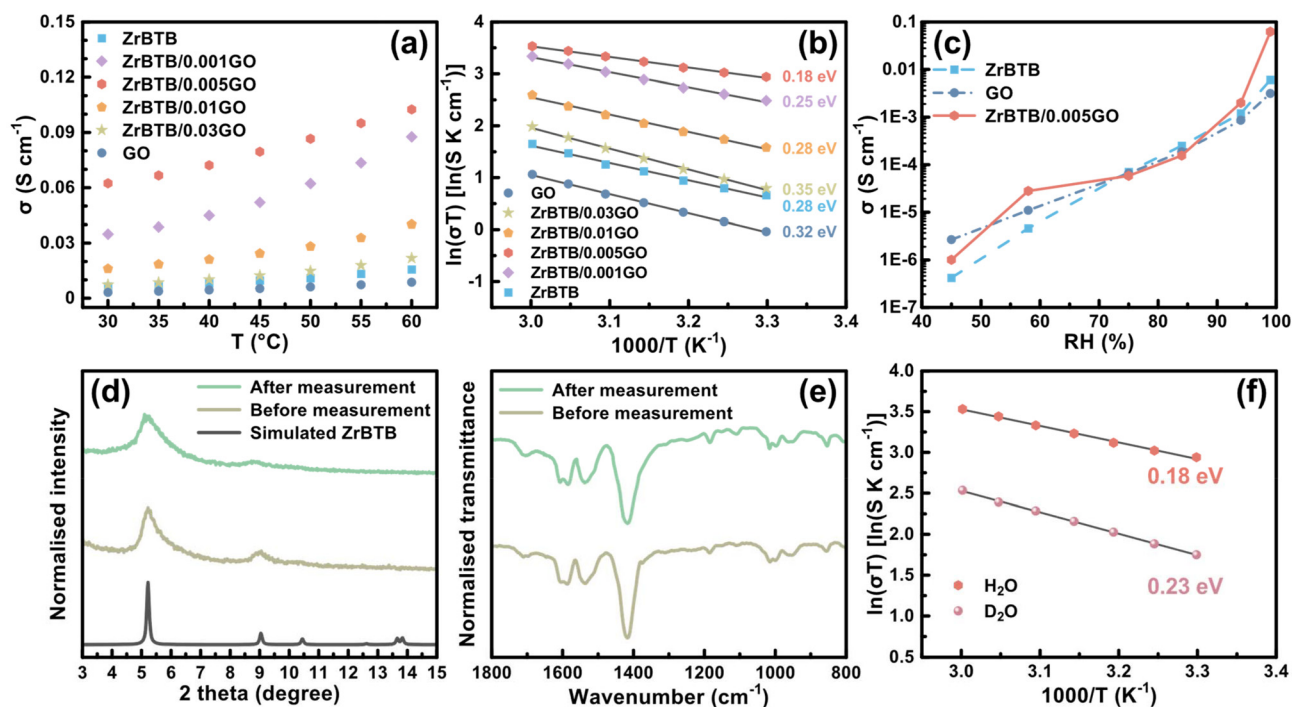 (a)
0.15
0.12
0.09
0.06
0.03
0
σ (S cm⁻¹)
ZrBTB
ZrBTB/0.001GO
ZrBTB/0.005GO
ZrBTB/0.01GO
ZrBTB/0.03GO
GO
30 35 40 45 50 55 60
T (°C)
(b)
ln
4
3
2
1
0
-1
ln(σT) [ln(S K cm⁻¹)]
0.18 eV
0.25 eV
0.28 eV
0.35 eV
0.28 eV
0.32 eV
GO
ZrBTB/0.03GO
ZrBTB/0.01GO
ZrBTB/0.005GO
ZrBTB/0.001GO
ZrBTB
3.0 3.1 3.2 3.3 3.4
1000/T (K⁻¹)
(c)
0.1
0.01
1E-3
1E-4
1E-5
1E-6
1E-7
σ (S cm⁻¹)
ZrBTB
GO
ZrBTB/0.005GO
40 50 60 70 80 90 100
RH (%)
(d)
Normalised intensity
After measurement
Before measurement
Simulated ZrBTB
3 4 5 6 7 8 9 10 11 12 13 14 15
2 theta (degree)
(e)
Normalised transmittance
After measurement
Before measurement
1800 1600 1400 1200 1000 800
Wavenumber (cm⁻¹)
(f)
ln
4.0
3.5
3.0
2.5
2.0
1.5
1.0
0.5
ln(σT) [ln(S K cm⁻¹)]
0.18 eV
0.23 eV
H₂O
D₂O
3.0 3.1 3.2 3.3 3.4
1000/T (K⁻¹)